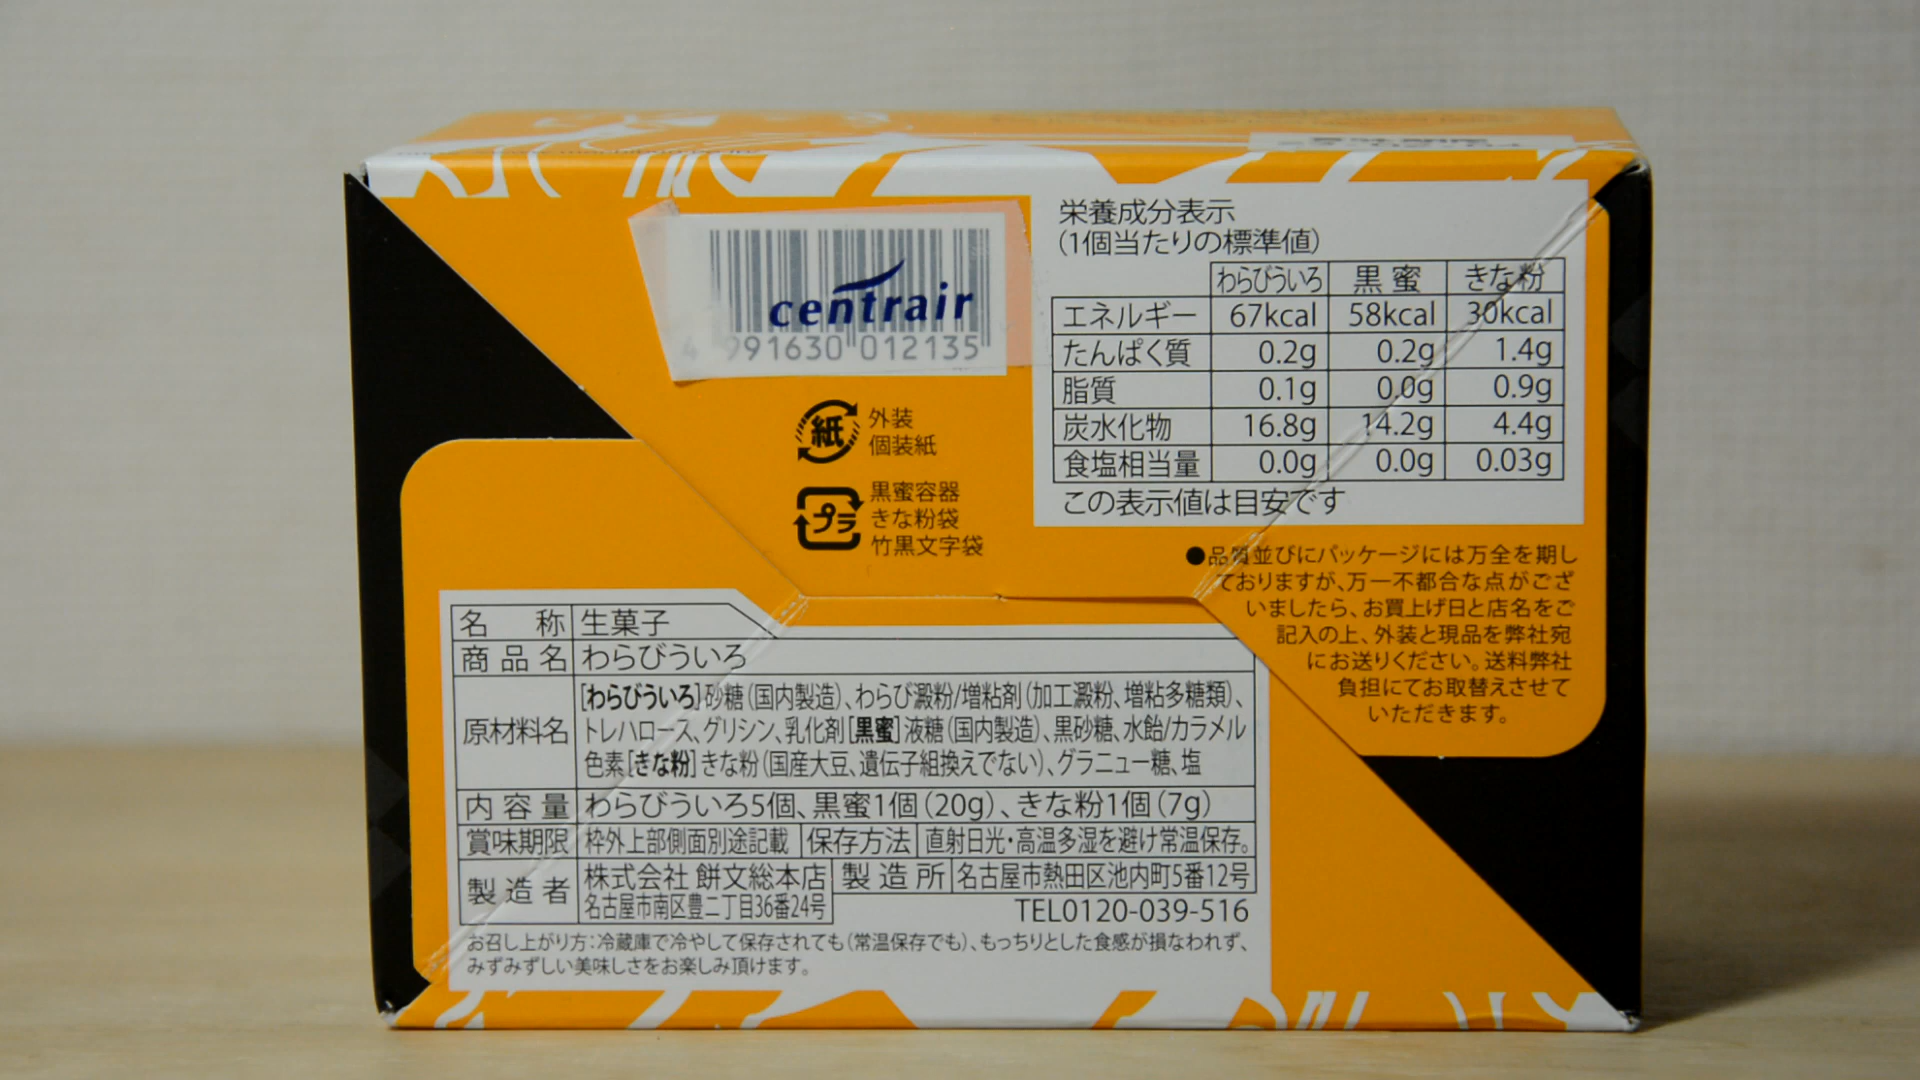 centrair
4 991630 012135
栄養成分表示
(1個当たりの標準値)
わらびういろ 黒蜜 きな粉
エネルギー 67kcal 58kcal 30kcal
たんぱく質 0.2g 0.2g 1.4g
脂質 0.1g 0.0g 0.9g
炭水化物 16.8g 14.2g 4.4g
食塩相当量 0.0g 0.0g 0.03g
この表示値は目安です
紙 外装
個装紙
プラ 黒蜜容器
きな粉袋
竹黒文字袋
●品質並びにパッケージには万全を期し
ておりますが、万一不都合な点がござ
いましたら、お買上げ日と店名をご
記入の上、外装と現品を弊社宛
にお送りください。送料弊社
負担にてお取替えさせて
いただきます。
名称 生菓子
商品名 わらびういろ
原材料名 [わらびういろ]砂糖(国内製造)、わらび澱粉/増粘剤(加工澱粉、増粘多糖類)、
トレハロース、グリシン、乳化剤[黒蜜]液糖(国内製造)、黒砂糖、水飴/カラメル
色素[きな粉]きな粉(国産大豆、遺伝子組換えでない)、グラニュー糖、塩
内容量 わらびういろ5個、黒蜜1個(20g)、きな粉1個(7g)
賞味期限 枠外上部側面別途記載 保存方法 直射日光・高温多湿を避け常温保存。
製造者 株式会社 餅文総本店 製造所 名古屋市熱田区池内町5番12号
名古屋市南区豊二丁目36番24号
TEL0120-039-516
お召し上がり方：冷蔵庫で冷やして保存されても(常温保存でも)、もっちりとした食感が損なわれず、
みずみずしい美味しさをお楽しみ頂けます。